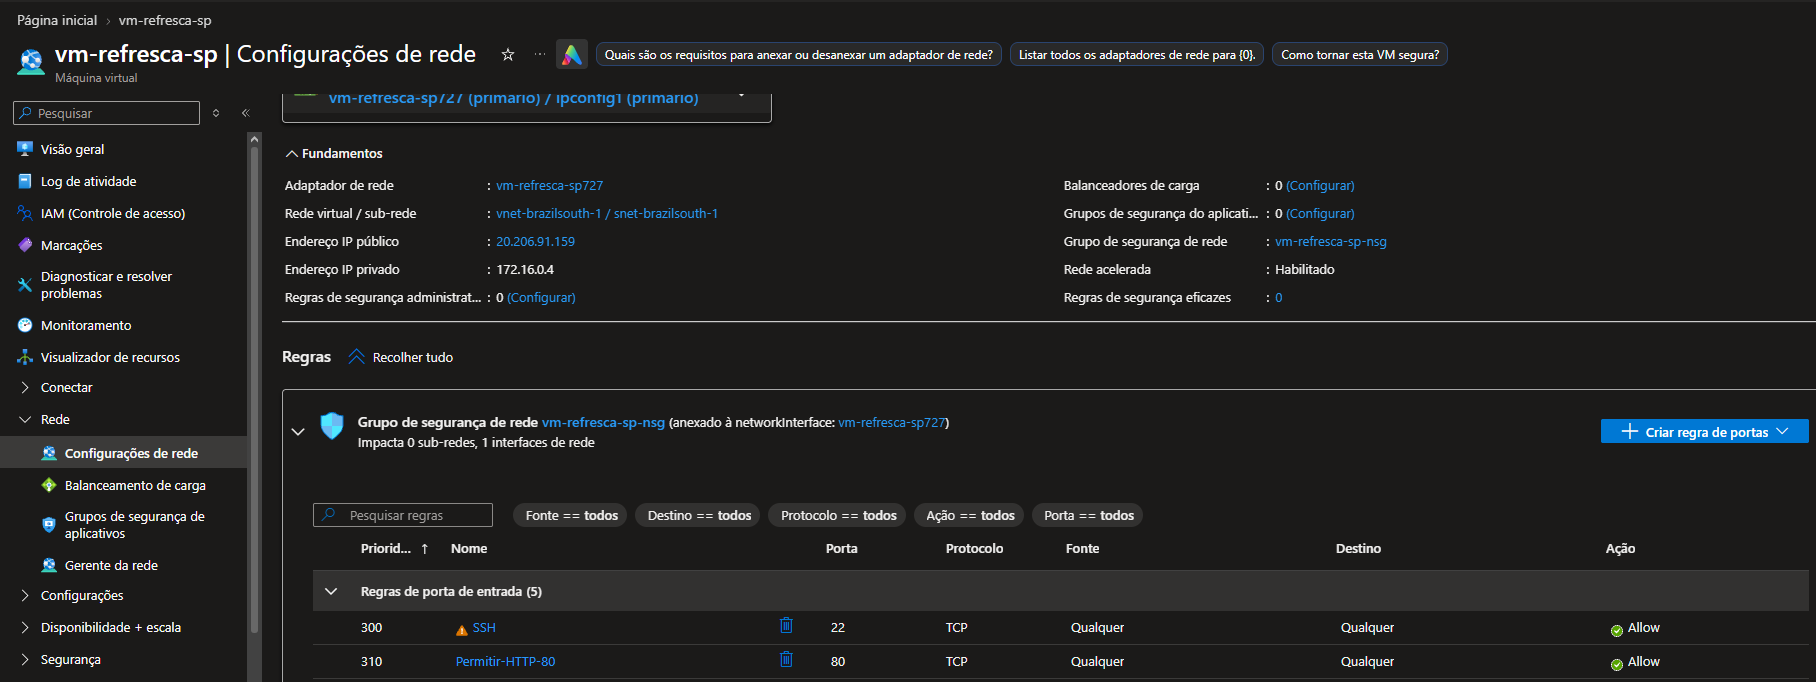 Página inicial > vm-refresca-sp
vm-refresca-sp | Configurações de rede
Máquina virtual
Quais são os requisitos para anexar ou desanexar um adaptador de rede?
Listar todos os adaptadores de rede para {0}.
Como tornar esta VM segura?
Pesquisar
Visão geral
Log de atividade
IAM (Controle de acesso)
Marcações
Diagnosticar e resolver
problemas
Monitoramento
Visualizador de recursos
Conectar
Rede
Configurações de rede
Balanceamento de carga
Grupos de segurança de
aplicativos
Gerente da rede
Configurações
Disponibilidade + escala
Segurança
vm-refresca-sp727 (primário) / ipconfig1 (primário)
Fundamentos
Adaptador de rede : vm-refresca-sp727
Rede virtual / sub-rede : vnet-brazilsouth-1 / snet-brazilsouth-1
Endereço IP público : 20.206.91.159
Endereço IP privado : 172.16.0.4
Regras de segurança administrat... : 0 (Configurar)
Balanceadores de carga : 0 (Configurar)
Grupos de segurança do aplicati... : 0 (Configurar)
Grupo de segurança de rede : vm-refresca-sp-nsg
Rede acelerada : Habilitado
Regras de segurança eficazes : 0
Regras Recolher tudo
Grupo de segurança de rede vm-refresca-sp-nsg (anexado à networkInterface: vm-refresca-sp727)
Impacta 0 sub-redes, 1 interfaces de rede
Criar regra de portas
Pesquisar regras
Fonte == todos
Destino == todos
Protocolo == todos
Ação == todos
Porta == todos
Priorid... ↑ Nome Porta Protocolo Fonte Destino Ação
Regras de porta de entrada (5)
300 SSH 22 TCP Qualquer Qualquer Allow
310 Permitir-HTTP-80 80 TCP Qualquer Qualquer Allow